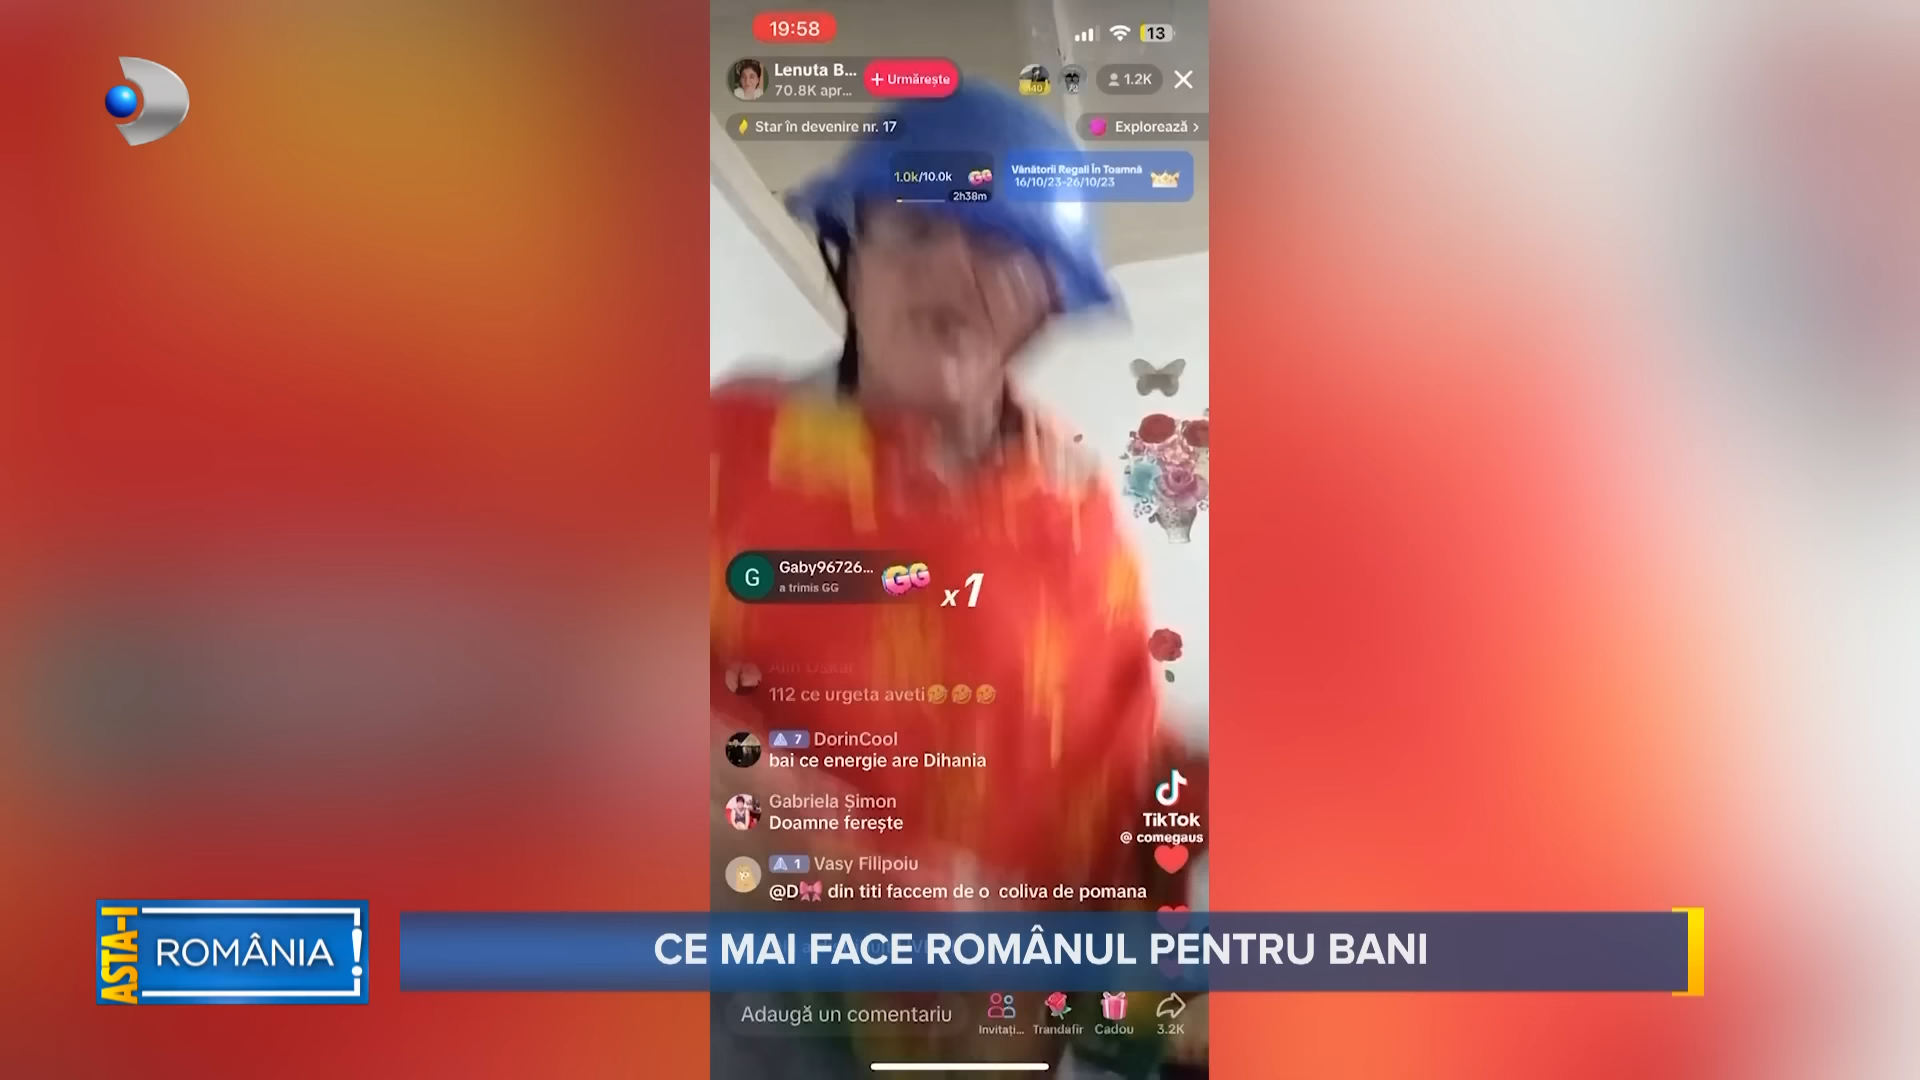 19:58
13
Lenuta B...
70.8K apr...
+ Urmărește
40
72
1.2K
Star în devenire nr. 17
Explorează >
1.0k/10.0k
GG
2h38m
Vânătorii Regali În Toamnă
16/10/23-26/10/23
G
Gaby96726...
a trimis GG
GG
x1
112 ce urgeta aveti🤣🤣🤣
7 DorinCool
bai ce energie are Dihania
Gabriela Șimon
Doamne ferește
1 Vasy Filipoiu
@D🎀 din titi faccem de o coliva de pomana
TikTok
@ comegaus
ASTA-I
ROMÂNIA!
CE MAI FACE ROMÂNUL PENTRU BANI
Adaugă un comentariu
Invitați...
Trandafir
Cadou
3.2K